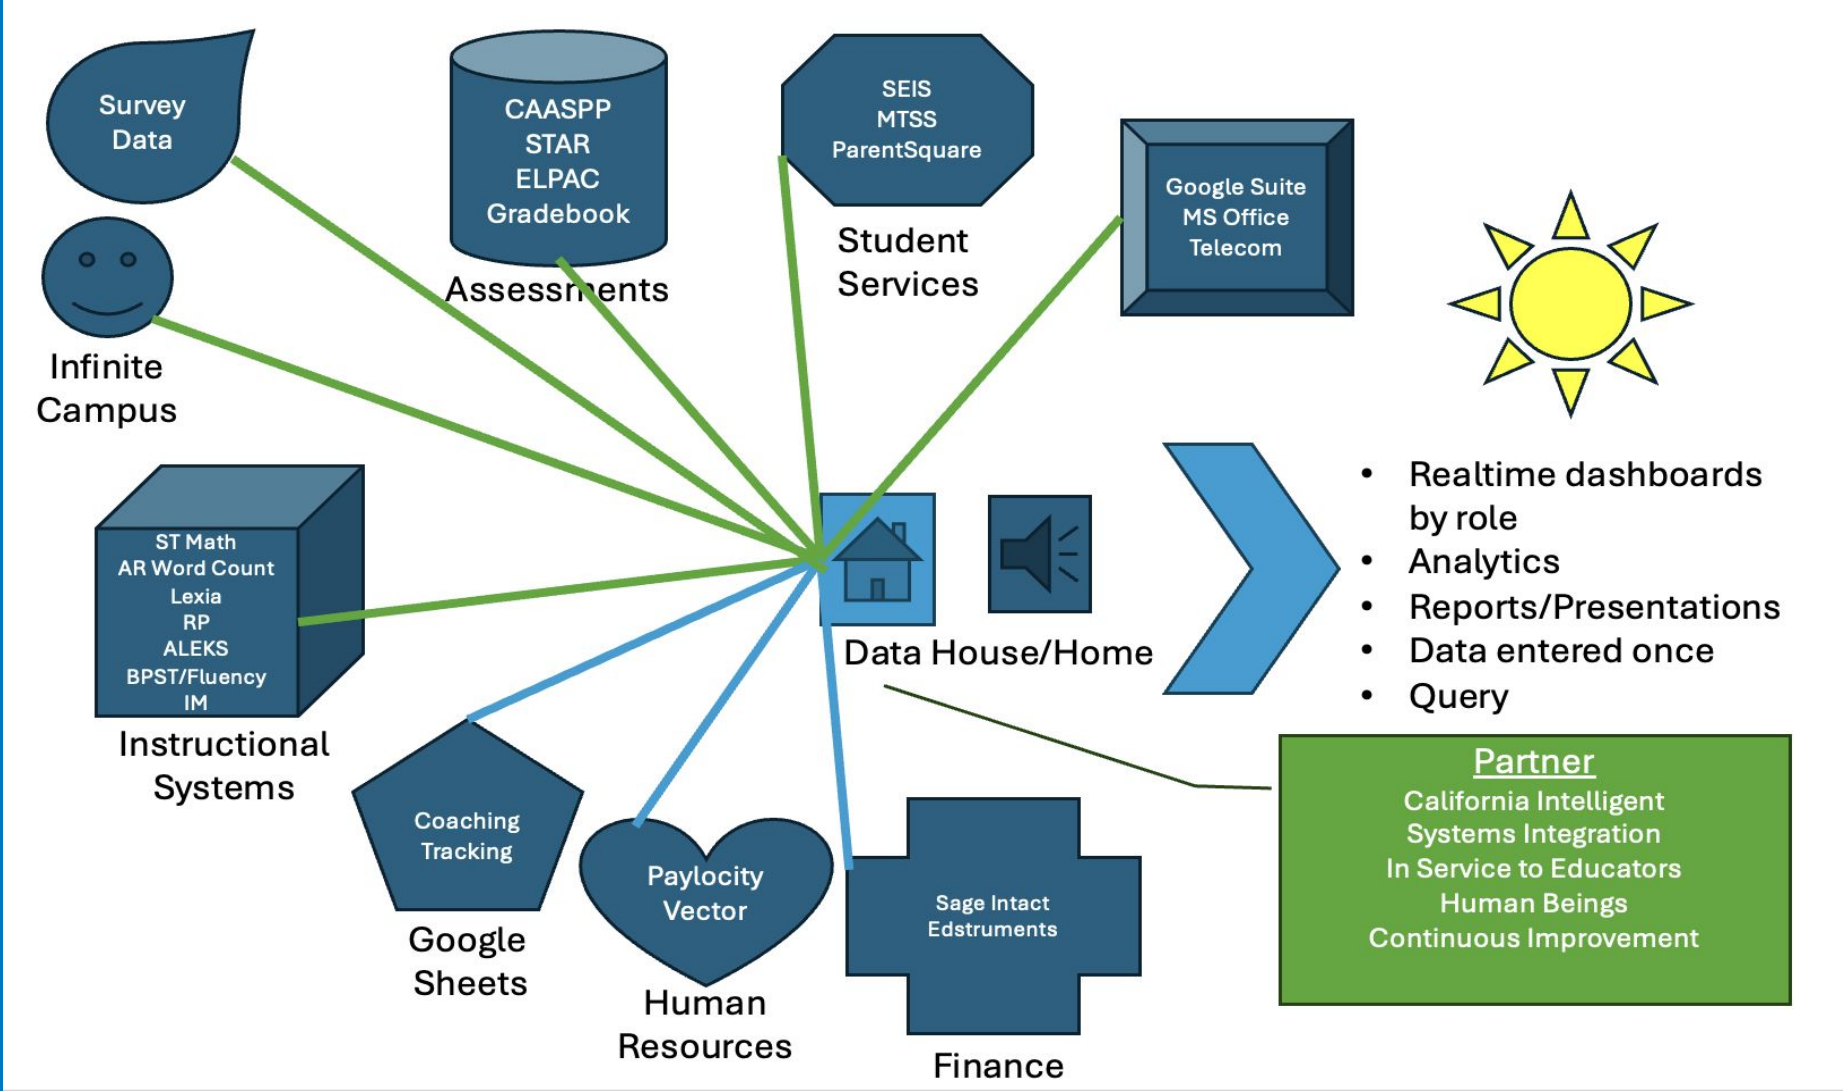 Survey
Data
CAASPP
STAR
ELPAC
Gradebook
Assessments
SEIS
MTSS
ParentSquare
Student
Services
Google Suite
MS Office
Telecom
Infinite
Campus
ST Math
AR Word Count
Lexia
RP
ALEKS
BPST/Fluency
IM
Instructional
Systems
Data House/Home
• Realtime dashboards
by role
• Analytics
• Reports/Presentations
• Data entered once
• Query
Coaching
Tracking
Google
Sheets
Paylocity
Vector
Human
Resources
Sage Intact
Edstruments
Finance
Partner
California Intelligent
Systems Integration
In Service to Educators
Human Beings
Continuous Improvement